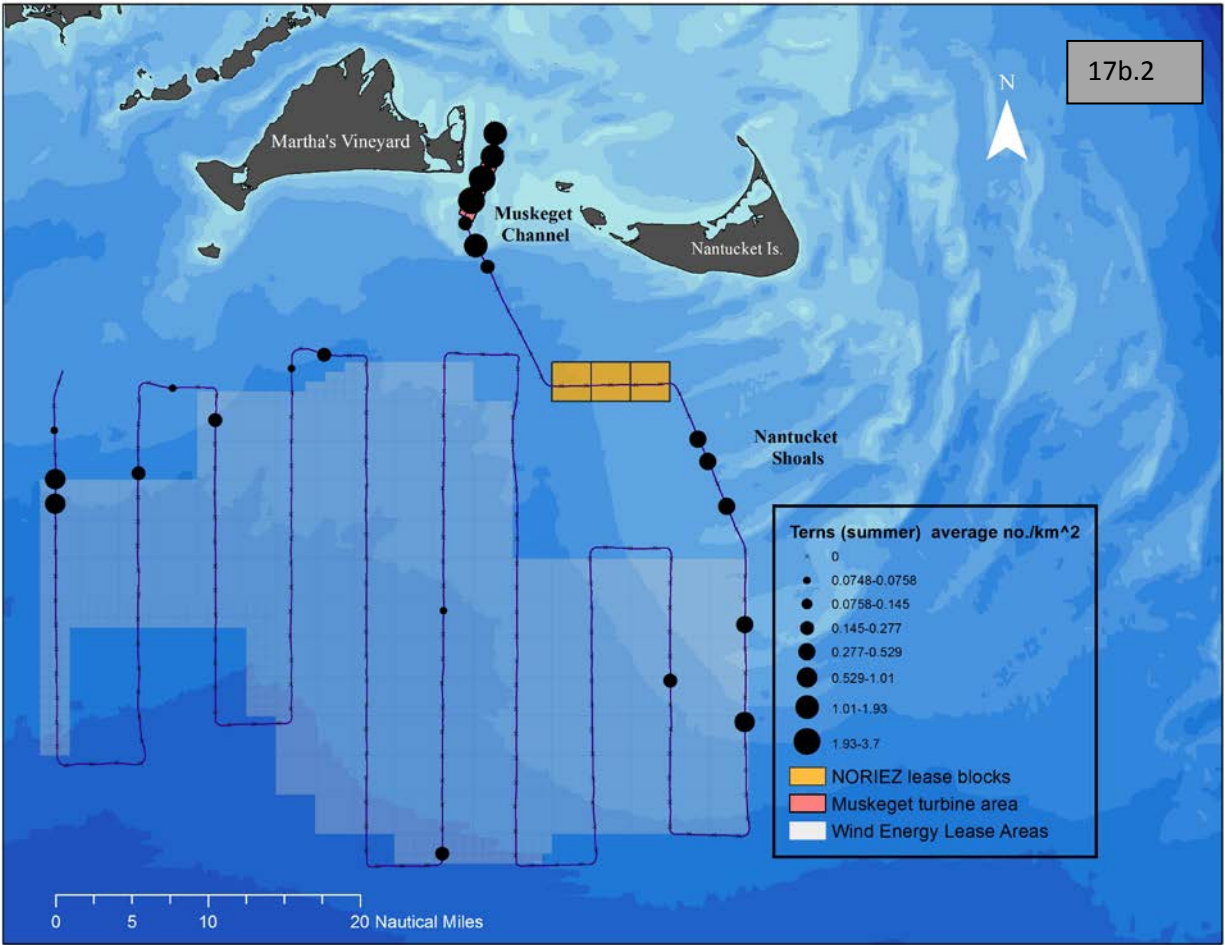 17b.2
N
Martha's Vineyard
Muskeget
Channel
Nantucket Is.
Nantucket
Shoals
Terns (summer) average no./km^2
0
0.0748-0.0758
0.0758-0.145
0.145-0.277
0.277-0.529
0.529-1.01
1.01-1.93
1.93-3.7
NORIEZ lease blocks
Muskeget turbine area
Wind Energy Lease Areas
0 5 10 20 Nautical Miles